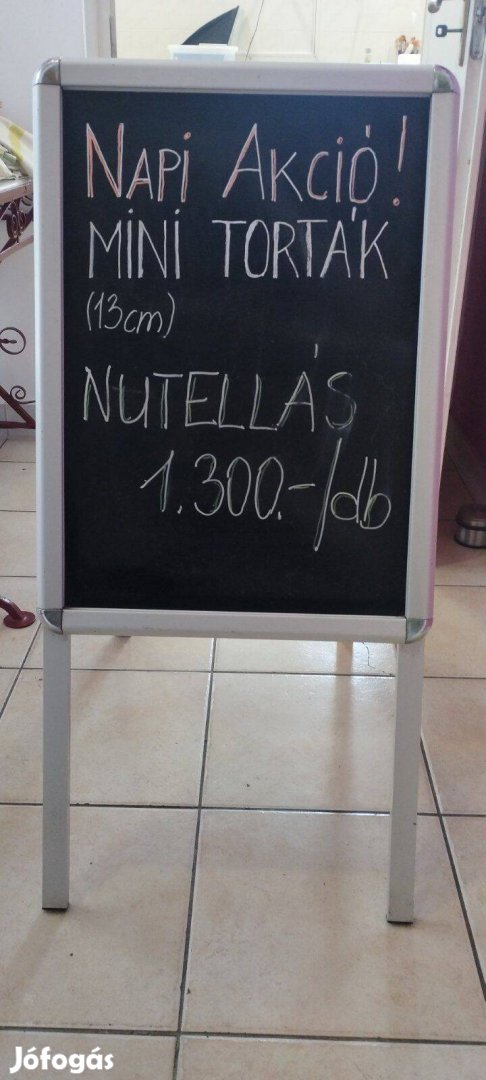 NAPI AKCIÓ!
MINI TORTÁK
(13cm)
NUTELLÁS
1.300.-/db
Jófogás